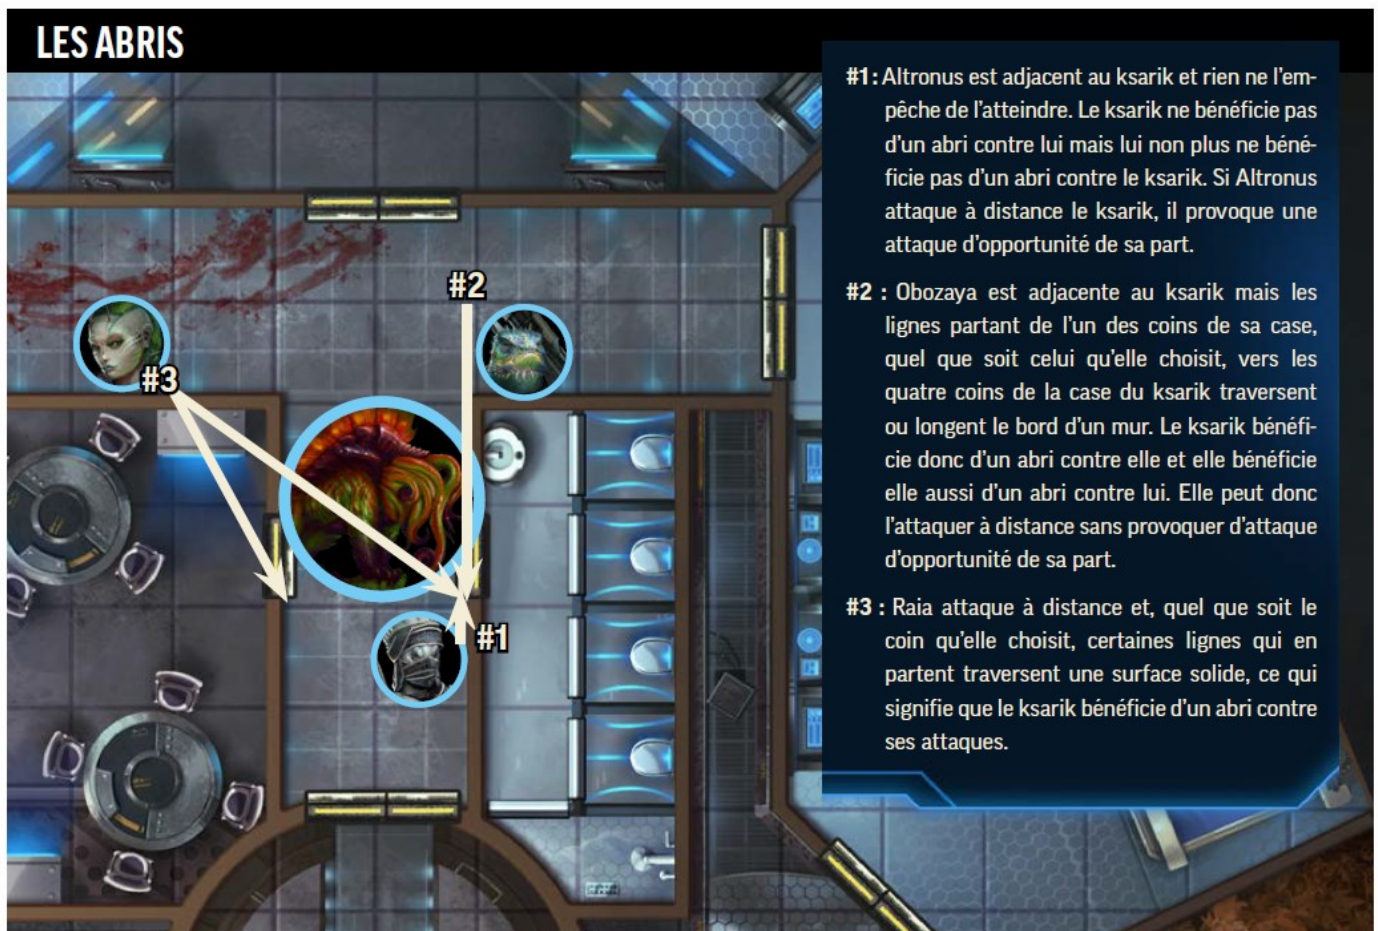 LES ABRIS
#1: Altronus est adjacent au ksarik et rien ne l'em-
pêche de l'atteindre. Le ksarik ne bénéficie pas
d'un abri contre lui mais lui non plus ne béné-
ficie pas d'un abri contre le ksarik. Si Altronus
attaque à distance le ksarik, il provoque une
attaque d'opportunité de sa part.
#2 : Obozaya est adjacente au ksarik mais les
lignes partant de l'un des coins de sa case,
quel que soit celui qu'elle choisit, vers les
quatre coins de la case du ksarik traversent
ou longent le bord d'un mur. Le ksarik bénéfi-
cie donc d'un abri contre elle et elle bénéficie
elle aussi d'un abri contre lui. Elle peut donc
l'attaquer à distance sans provoquer d'attaque
d'opportunité de sa part.
#3 : Raia attaque à distance et, quel que soit le
coin qu'elle choisit, certaines lignes qui en
partent traversent une surface solide, ce qui
signifie que le ksarik bénéficie d'un abri contre
ses attaques.
#2
#3
#1